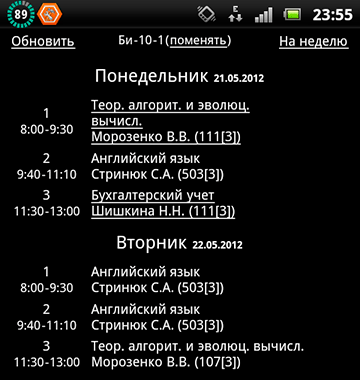 89 E 23:55
Обновить Би-10-1(поменять) На неделю
Понедельник 21.05.2012
1
8:00-9:30
Теор. алгорит. и эволюц.
вычисл.
Морозенко В.В. (111[3])
2
9:40-11:10
Английский язык
Стринюк С.А. (503[3])
3
11:30-13:00
Бухгалтерский учет
Шишкина Н.Н. (111[3])
Вторник 22.05.2012
1
8:00-9:30
Английский язык
Стринюк С.А. (503[3])
2
9:40-11:10
Английский язык
Стринюк С.А. (503[3])
3
11:30-13:00
Теор. алгорит. и эволюц. вычисл.
Морозенко В.В. (107[3])